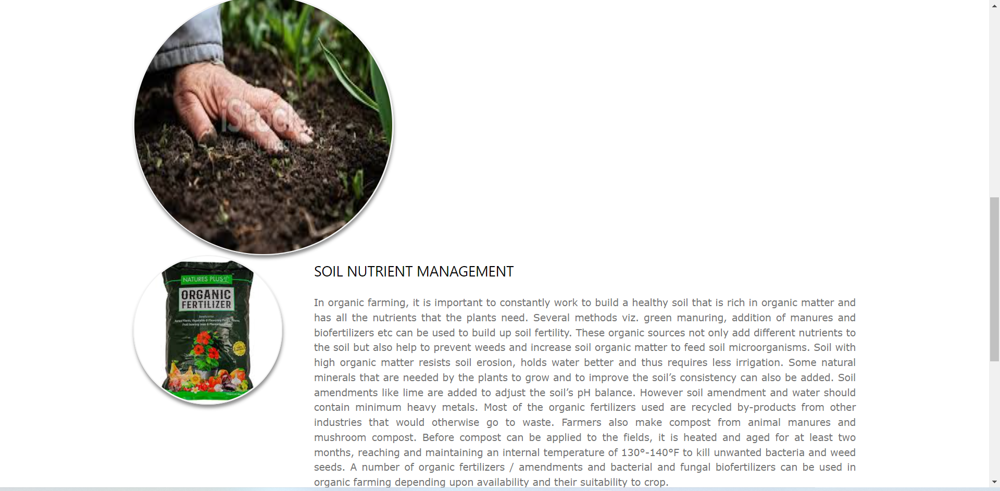 iStock
by Getty Images
NATURES PLUS
ORGANIC
FERTILIZER
SOIL NUTRIENT MANAGEMENT
In organic farming, it is important to constantly work to build a healthy soil that is rich in organic matter and
has all the nutrients that the plants need. Several methods viz. green manuring, addition of manures and
biofertilizers etc can be used to build up soil fertility. These organic sources not only add different nutrients to
the soil but also help to prevent weeds and increase soil organic matter to feed soil microorganisms. Soil with
high organic matter resists soil erosion, holds water better and thus requires less irrigation. Some natural
minerals that are needed by the plants to grow and to improve the soil’s consistency can also be added. Soil
amendments like lime are added to adjust the soil’s pH balance. However soil amendment and water should
contain minimum heavy metals. Most of the organic fertilizers used are recycled by-products from other
industries that would otherwise go to waste. Farmers also make compost from animal manures and
mushroom compost. Before compost can be applied to the fields, it is heated and aged for at least two
months, reaching and maintaining an internal temperature of 130°-140°F to kill unwanted bacteria and weed
seeds. A number of organic fertilizers / amendments and bacterial and fungal biofertilizers can be used in
organic farming depending upon availability and their suitability to crop.